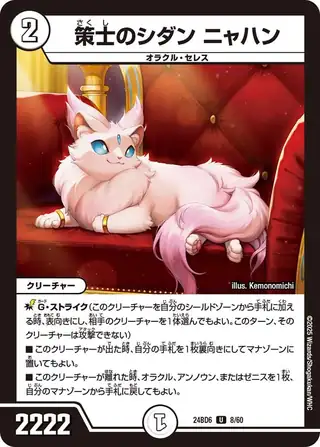 2
策士のシダン ニャハン
オラクル・セレス
illus. Kemonomichi
クリーチャー
G・ストライク(このクリーチャーを自分のシールドゾーンから手札に加える時、表向きにし、相手のクリーチャーを1体選んでもよい。このターン、そのクリーチャーは攻撃できない)
■このクリーチャーが出た時、自分の手札を1枚裏向きにしてマナゾーンに置いてもよい。
■このクリーチャーが離れた時、オラクル、アンノウン、またはゼニスを1枚、自分のマナゾーンから手札に戻してもよい。
©2025 Wizards/Shogakukan/WHC
24BD6 U 8/60
2222
1